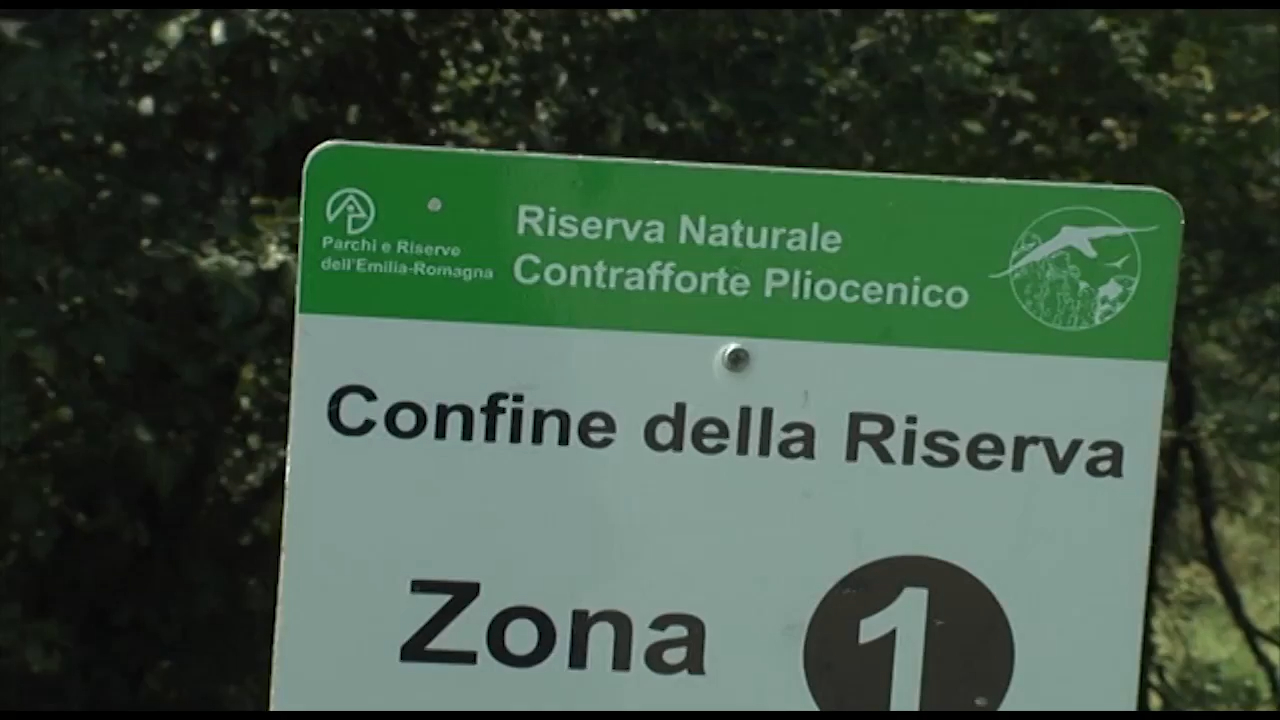 Parchi e Riserve
dell'Emilia-Romagna
Riserva Naturale
Contrafforte Pliocenico
Confine della Riserva
Zona 1